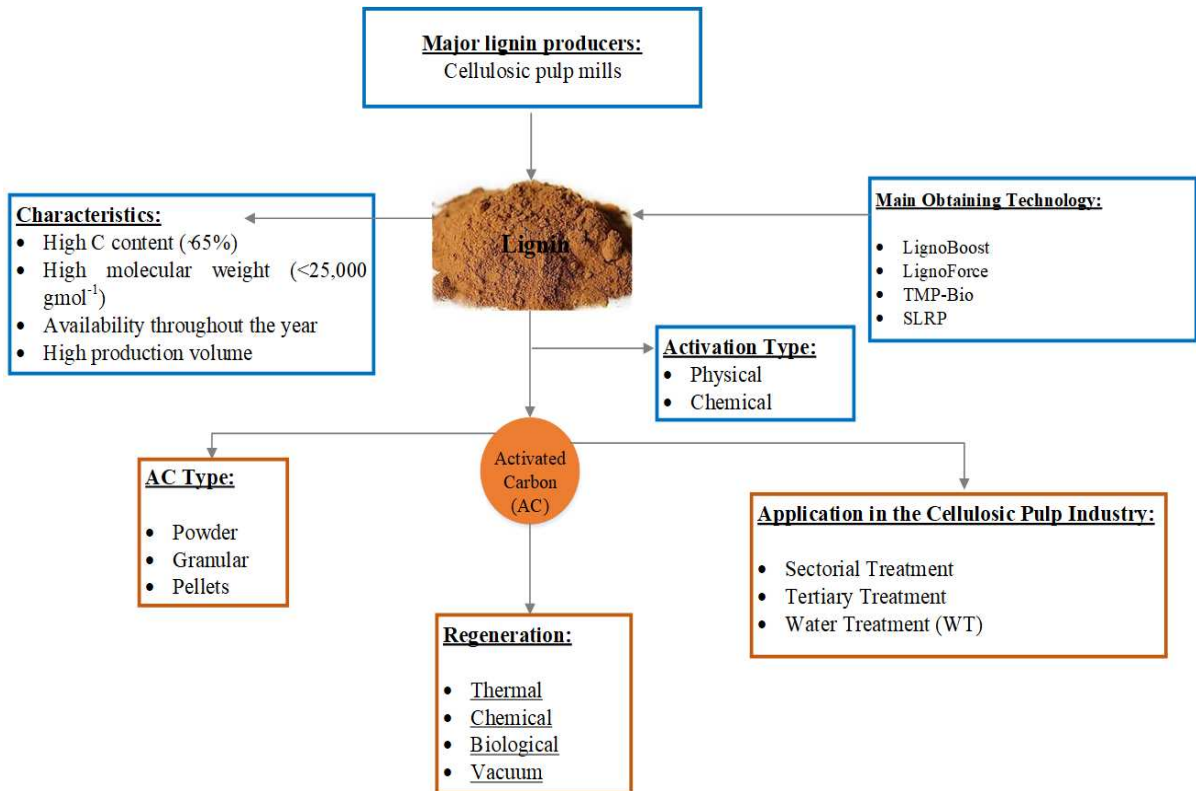 Major lignin producers:
Cellulosic pulp mills
Characteristics:
• High C content (~65%)
• High molecular weight (<25,000
gmol⁻¹)
• Availability throughout the year
• High production volume
Lignin
Main Obtaining Technology:
• LignoBoost
• LignoForce
• TMP-Bio
• SLRP
Activation Type:
• Physical
• Chemical
Activated
Carbon
(AC)
AC Type:
• Powder
• Granular
• Pellets
Application in the Cellulosic Pulp Industry:
• Sectorial Treatment
• Tertiary Treatment
• Water Treatment (WT)
Regeneration:
• Thermal
• Chemical
• Biological
• Vacuum